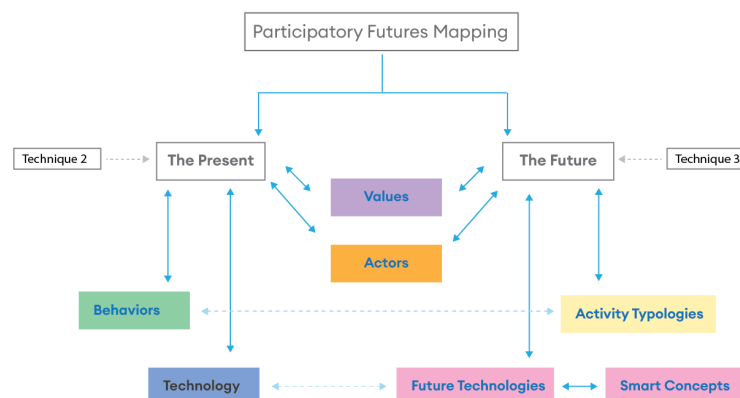 Participatory Futures Mapping
Technique 2
The Present
The Future
Technique 3
Values
Actors
Behaviors
Activity Typologies
Technology
Future Technologies
Smart Concepts